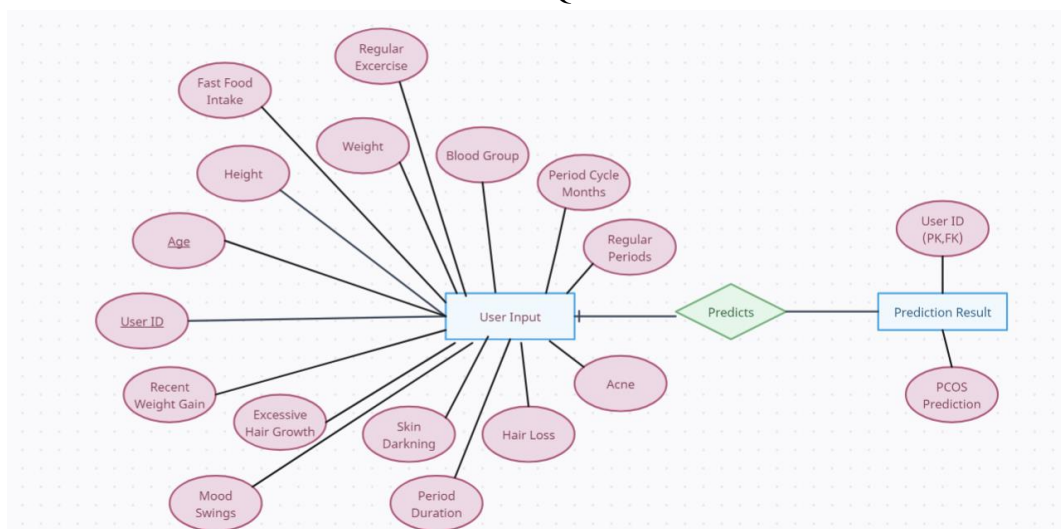 Regular
Excercise
Fast Food
Intake
Weight
Blood Group
Height
Period Cycle
Months
Age
Regular
Periods
User ID
(PK,FK)
User ID
User Input
Predicts
Prediction Result
Recent
Weight Gain
Acne
PCOS
Prediction
Excessive
Hair Growth
Skin
Darkning
Hair Loss
Mood
Swings
Period
Duration